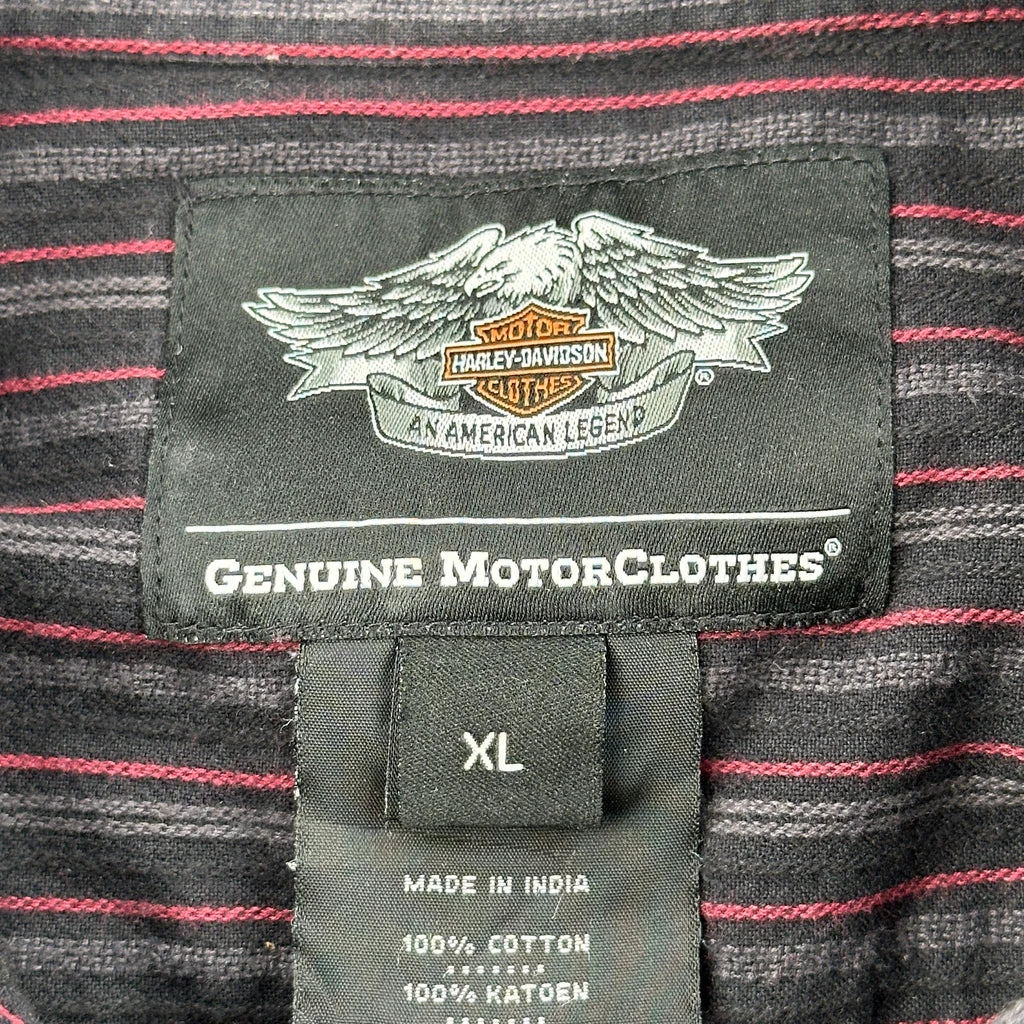 MOTOR
HARLEY-DAVIDSON
CLOTHES
®
AN AMERICAN LEGEND
GENUINE MOTORCLOTHES®
XL
MADE IN INDIA
100% COTTON
100% KATOEN